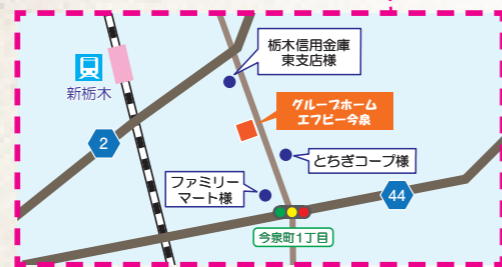 栃木信用金庫
東支店様
新栃木
グループホーム
エフビー今泉
2
とちぎコープ様
ファミリー
マート様
44
今泉町1丁目